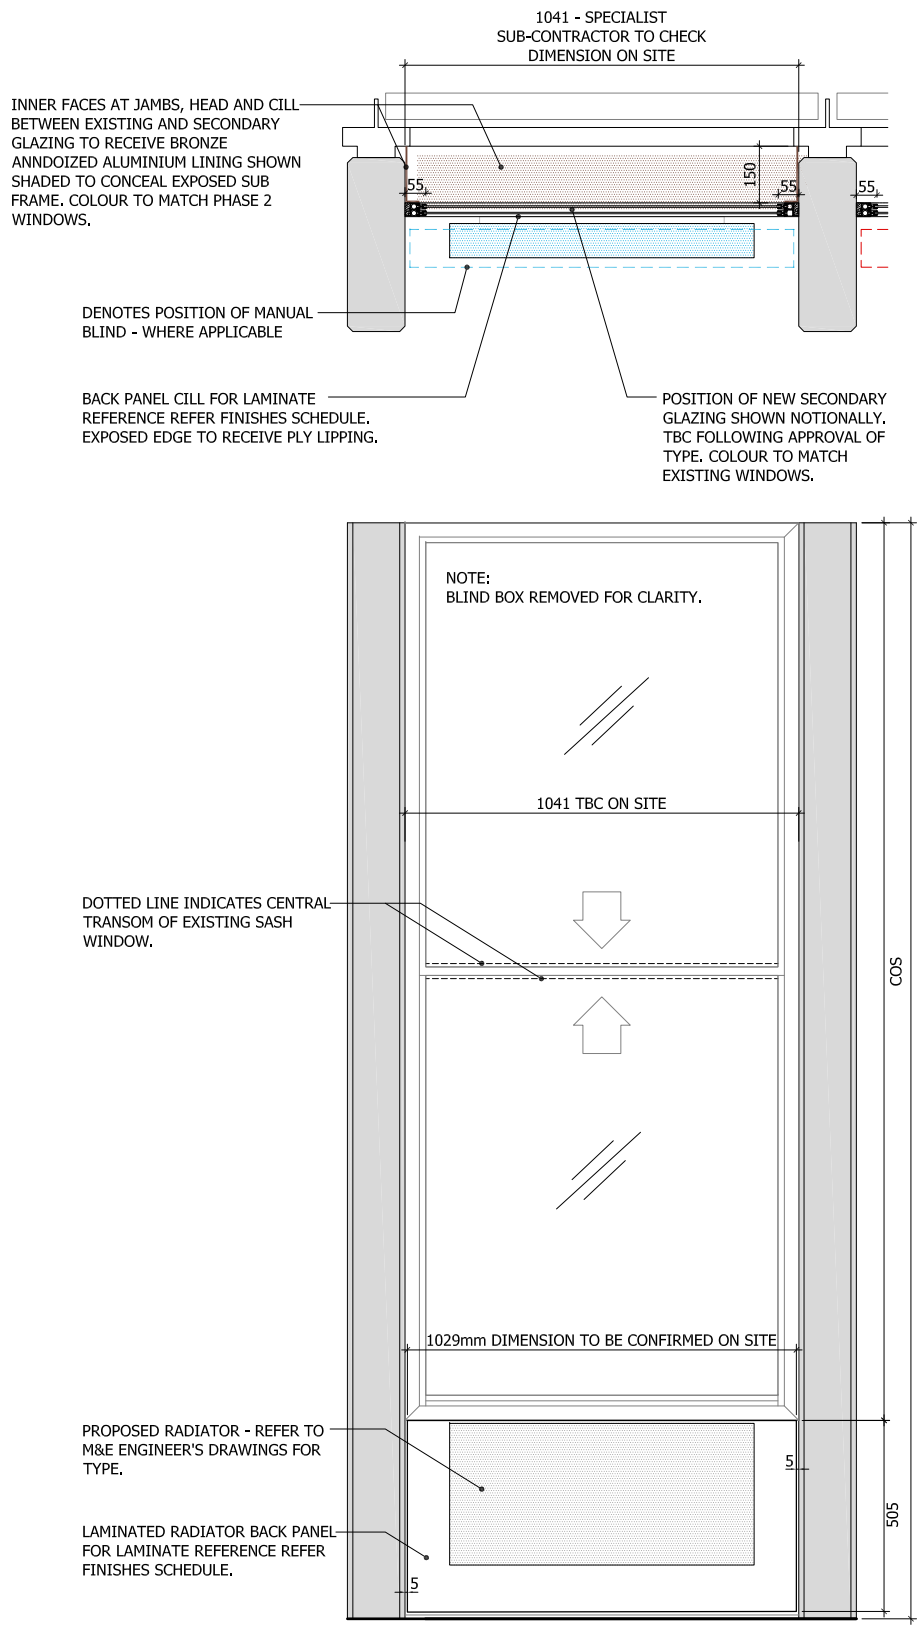 1041 - SPECIALIST
SUB-CONTRACTOR TO CHECK
DIMENSION ON SITE
INNER FACES AT JAMBS, HEAD AND CILL
BETWEEN EXISTING AND SECONDARY
GLAZING TO RECEIVE BRONZE
ANNDOIZED ALUMINIUM LINING SHOWN
SHADED TO CONCEAL EXPOSED SUB
FRAME. COLOUR TO MATCH PHASE 2
WINDOWS.
150
55
55
55
DENOTES POSITION OF MANUAL
BLIND - WHERE APPLICABLE
BACK PANEL CILL FOR LAMINATE
REFERENCE REFER FINISHES SCHEDULE.
EXPOSED EDGE TO RECEIVE PLY LIPPING.
POSITION OF NEW SECONDARY
GLAZING SHOWN NOTIONALLY.
TBC FOLLOWING APPROVAL OF
TYPE. COLOUR TO MATCH
EXISTING WINDOWS.
NOTE:
BLIND BOX REMOVED FOR CLARITY.
1041 TBC ON SITE
DOTTED LINE INDICATES CENTRAL
TRANSOM OF EXISTING SASH
WINDOW.
COS
1029mm DIMENSION TO BE CONFIRMED ON SITE
PROPOSED RADIATOR - REFER TO
M&E ENGINEER'S DRAWINGS FOR
TYPE.
5
505
LAMINATED RADIATOR BACK PANEL
FOR LAMINATE REFERENCE REFER
FINISHES SCHEDULE.
5